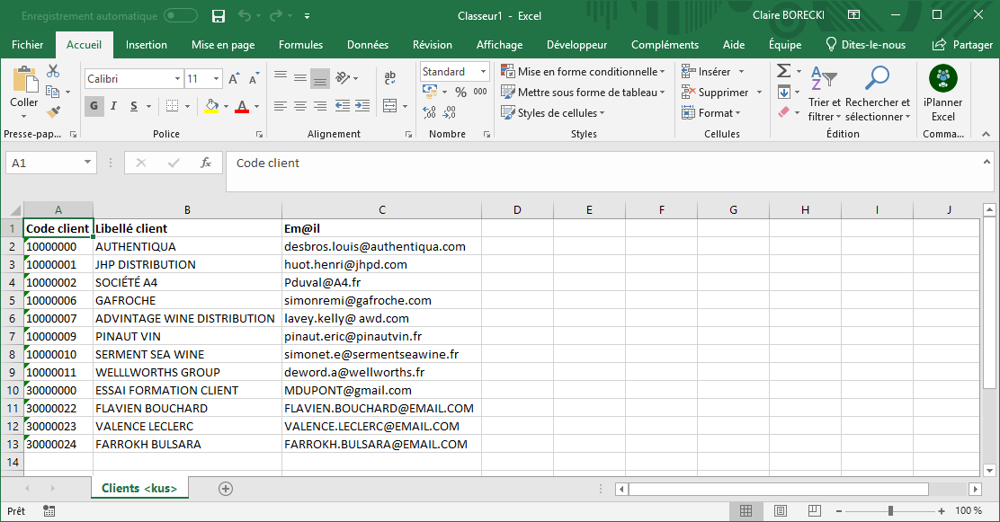 Enregistrement automatique
Classeur1 - Excel
Claire BORECKI
Fichier Accueil Insertion Mise en page Formules Données Révision Affichage Développeur Compléments Aide Équipe Dites-le-nous Partager
Coller
Presse-pap...
Calibri 11
G I S
Police
ab
Alignement
Standard
% 000
Nombre
Mise en forme conditionnelle
Mettre sous forme de tableau
Styles de cellules
Styles
Insérer
Supprimer
Format
Cellules
Trier et filtrer
Rechercher et sélectionner
Édition
iPlanner Excel
Comma...
A1 fx Code client
A B C D E F G H I J
1 Code client Libellé client Em@il
2 10000000 AUTHENTIQUA desbros.louis@authentiqua.com
3 10000001 JHP DISTRIBUTION huot.henri@jhpd.com
4 10000002 SOCIÉTÉ A4 Pduval@A4.fr
5 10000006 GAFROCHE simonremi@gafroche.com
6 10000007 ADVINTAGE WINE DISTRIBUTION lavey.kelly@ awd.com
7 10000009 PINAUT VIN pinaut.eric@pinautvin.fr
8 10000010 SERMENT SEA WINE simonet.e@sermentseawine.fr
9 10000011 WELLLWORTHS GROUP deword.a@wellworths.fr
10 30000000 ESSAI FORMATION CLIENT MDUPONT@gmail.com
11 30000022 FLAVIEN BOUCHARD FLAVIEN.BOUCHARD@EMAIL.COM
12 30000023 VALENCE LECLERC VALENCE.LECLERC@EMAIL.COM
13 30000024 FARROKH BULSARA FARROKH.BULSARA@EMAIL.COM
14
Clients <kus>
Prêt
100 %